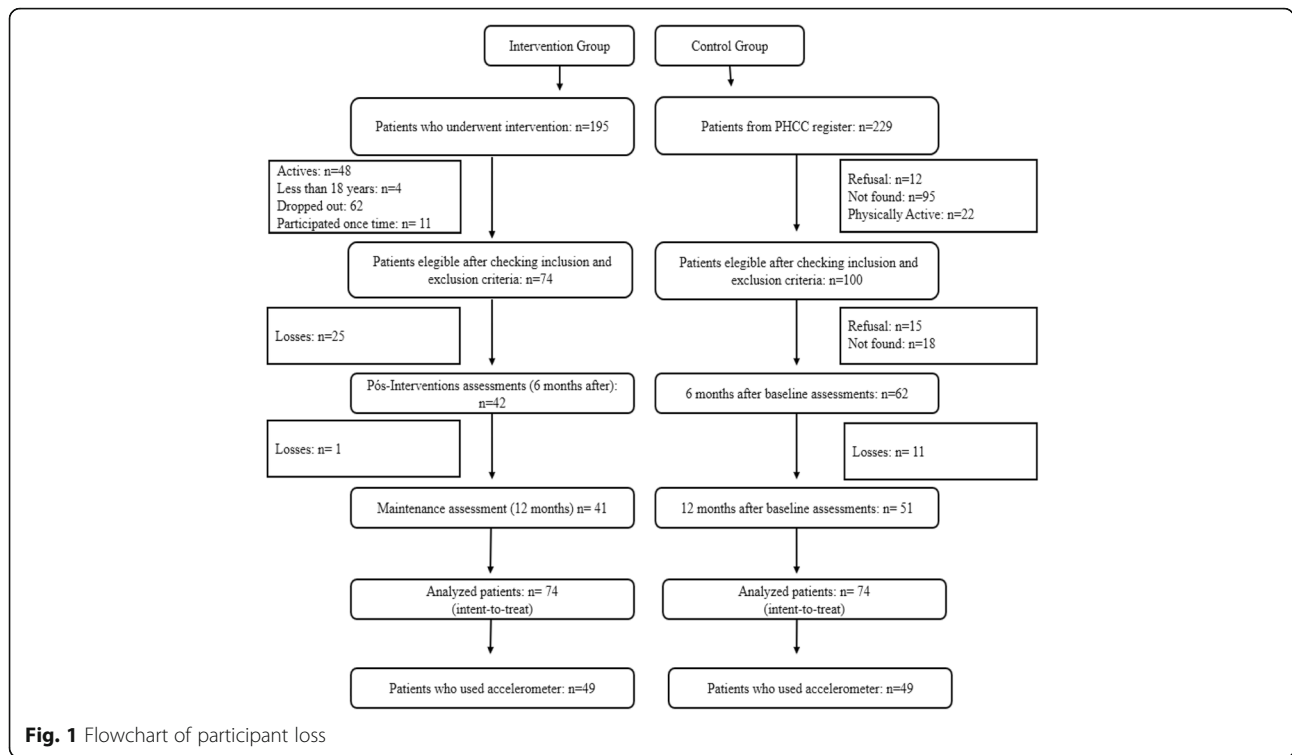 Intervention Group
Control Group
Patients who underwent intervention: n=195
Patients from PHCC register: n=229
Actives: n=48
Less than 18 years: n=4
Dropped out: 62
Participated once time: n= 11
Refusal: n=12
Not found: n=95
Physically Active: n=22
Patients elegible after checking inclusion and
exclusion criteria: n=74
Patients elegible after checking inclusion and
exclusion criteria: n=100
Losses: n=25
Refusal: n=15
Not found: n=18
Pós-Interventions assessments (6 months after):
n=42
6 months after baseline assessments: n=62
Losses: n= 1
Losses: n= 11
Maintenance assessment (12 months) n= 41
12 months after baseline assessments: n= 51
Analyzed patients: n= 74
(intent-to-treat)
Analyzed patients: n= 74
(intent-to-treat)
Patients who used accelerometer: n=49
Patients who used accelerometer: n=49
Fig. 1 Flowchart of participant loss